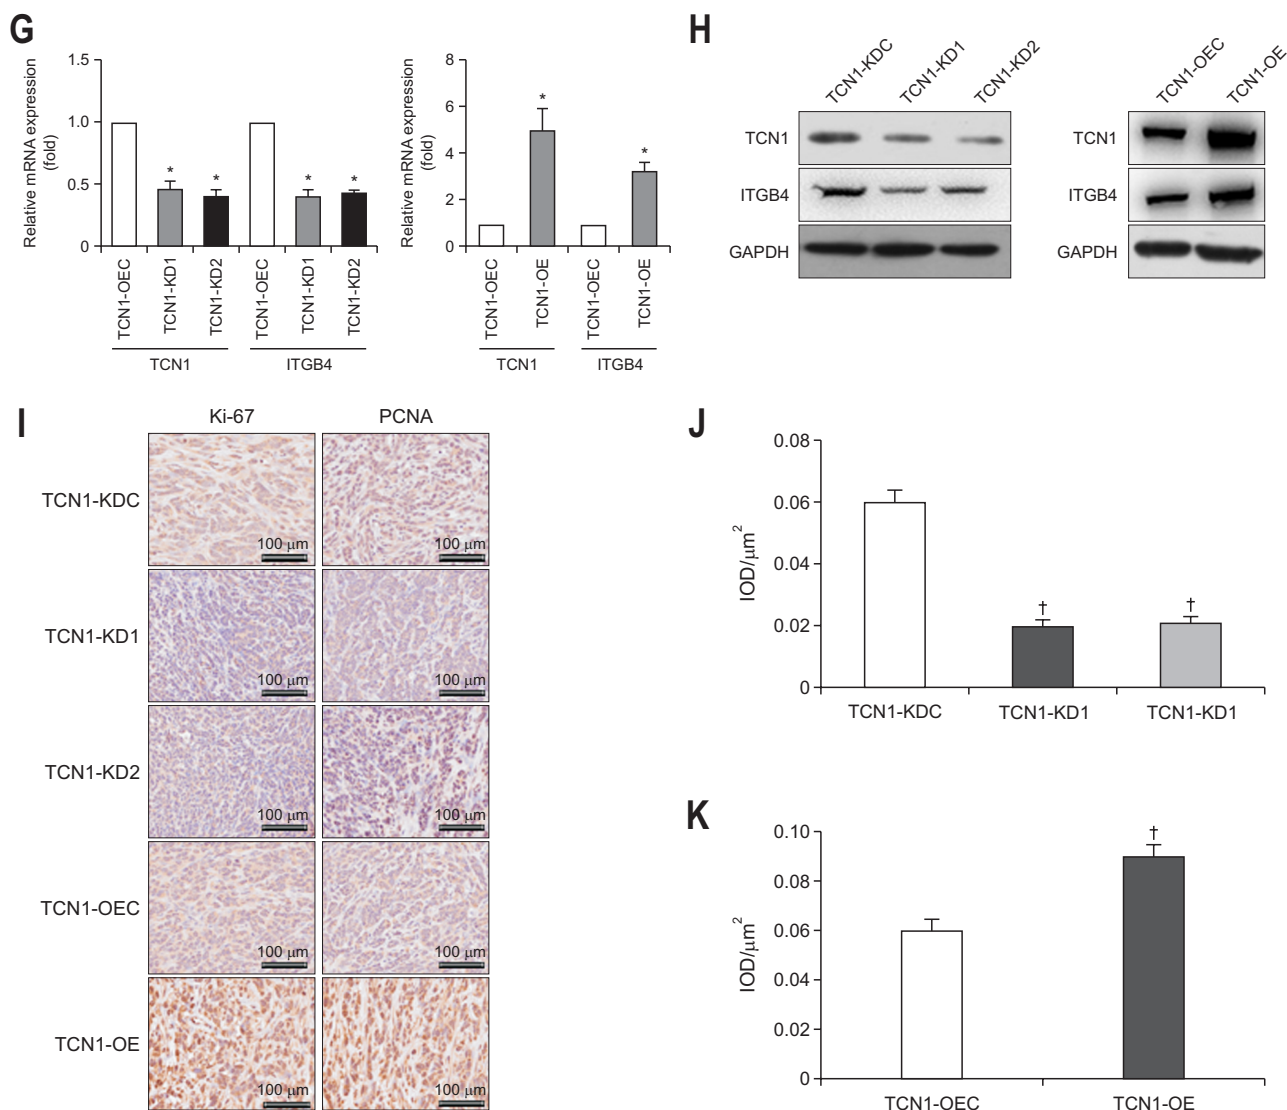 G
Relative mRNA expression
(fold)
1.5
1.0
0.5
0
*
*
*
*
TCN1-OEC
TCN1-KD1
TCN1-KD2
TCN1-OEC
TCN1-KD1
TCN1-KD2
TCN1
ITGB4
Relative mRNA expression
(fold)
8
6
4
2
0
*
*
TCN1-OEC
TCN1-OE
TCN1-OEC
TCN1-OE
TCN1
ITGB4
H
TCN1-KDC
TCN1-KD1
TCN1-KD2
TCN1
ITGB4
GAPDH
TCN1-OEC
TCN1-OE
TCN1
ITGB4
GAPDH
I
Ki-67
PCNA
TCN1-KDC
100 μm
100 μm
TCN1-KD1
100 μm
100 μm
TCN1-KD2
100 μm
100 μm
TCN1-OEC
100 μm
100 μm
TCN1-OE
100 μm
100 μm
J
IOD/μm²
0.08
0.06
0.04
0.02
0
†
†
TCN1-KDC
TCN1-KD1
TCN1-KD1
K
IOD/μm²
0.10
0.08
0.06
0.04
0.02
0
†
TCN1-OEC
TCN1-OE